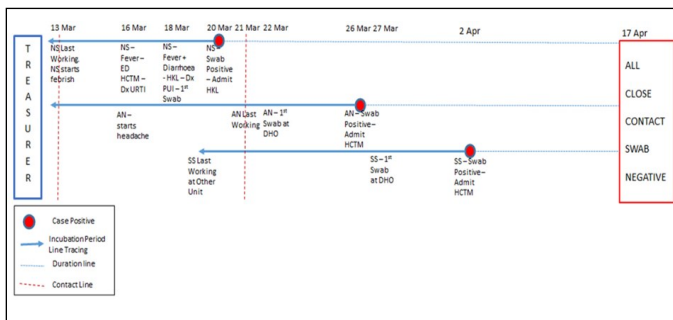 13 Mar
16 Mar
18 Mar
20 Mar
21 Mar
22 Mar
26 Mar
27 Mar
2 Apr
17 Apr
TREASURER
NS Last
Working.
NS starts
febrish
NS –
Fever –
ED
HCTM –
Dx URTI
NS –
Fever +
Diarrhoea
- HKL – Dx
PUI – 1st
Swab
NS –
Swab
Positive
– Admit
HKL
AN –
starts
headache
AN Last
Working
AN – 1st
Swab at
DHO
AN – Swab
Positive –
Admit
HCTM
SS Last
Working
at Other
Unit
SS – 1st
Swab
at DHO
SS – Swab
Positive –
Admit
HCTM
ALL
CLOSE
CONTACT
SWAB
NEGATIVE
Case Positive
Incubation Period
Line Tracing
Duration line
Contact Line